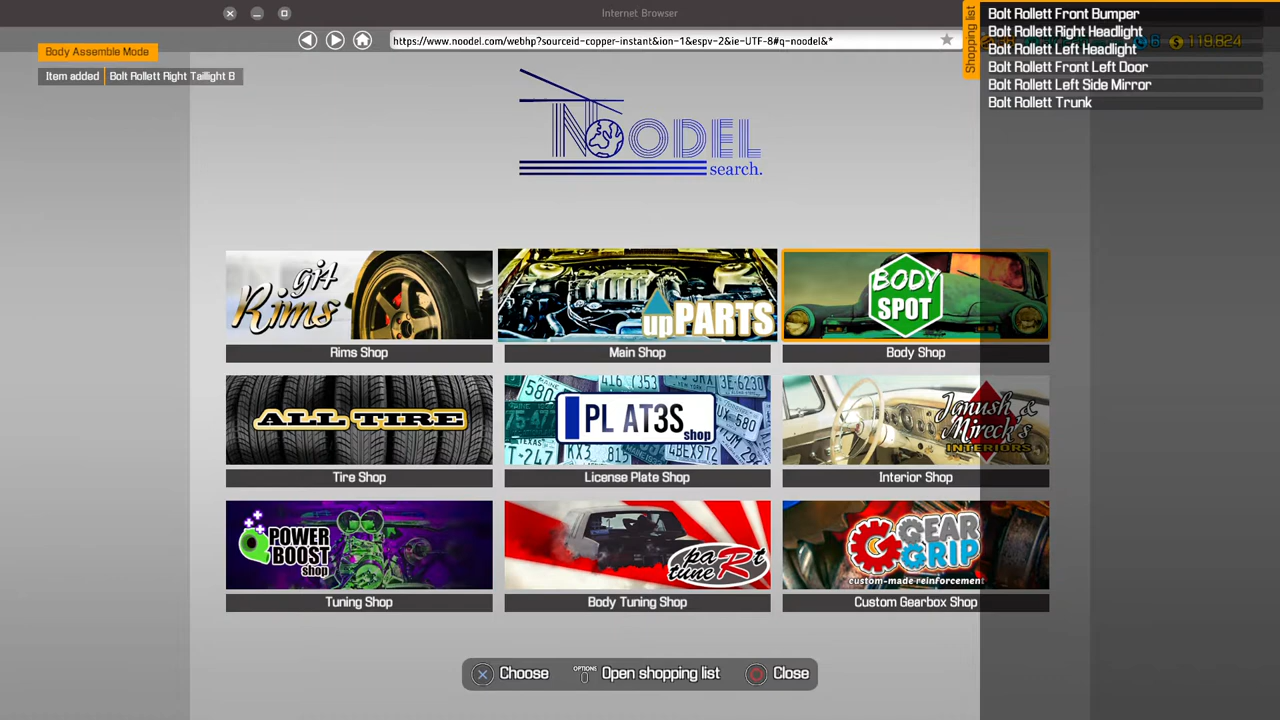 Internet Browser
https://www.noodel.com/webhp?sourceid-copper-instant&ion-1&espv-2&ie-UTF-8#q-noodel&*
Body Assemble Mode
Item added
Bolt Rollett Right Taillight B
Shopping list
Bolt Rollett Front Bumper
Bolt Rollett Right Headlight
Bolt Rollett Left Headlight
Bolt Rollett Front Left Door
Bolt Rollett Left Side Mirror
Bolt Rollett Trunk
6
119,824
NOODEL
search.
git Rims
Rims Shop
upPARTS
Main Shop
BODY
SPOT
Body Shop
ALL TIRE
Tire Shop
PL AT3S
shop
License Plate Shop
Janush &
Mireck's
INTERIORS
Interior Shop
POWER
BOOST
shop
Tuning Shop
paRt
tune
Body Tuning Shop
GEAR
GRIP
custom-made reinforcement
Custom Gearbox Shop
Choose
OPTIONS
Open shopping list
Close